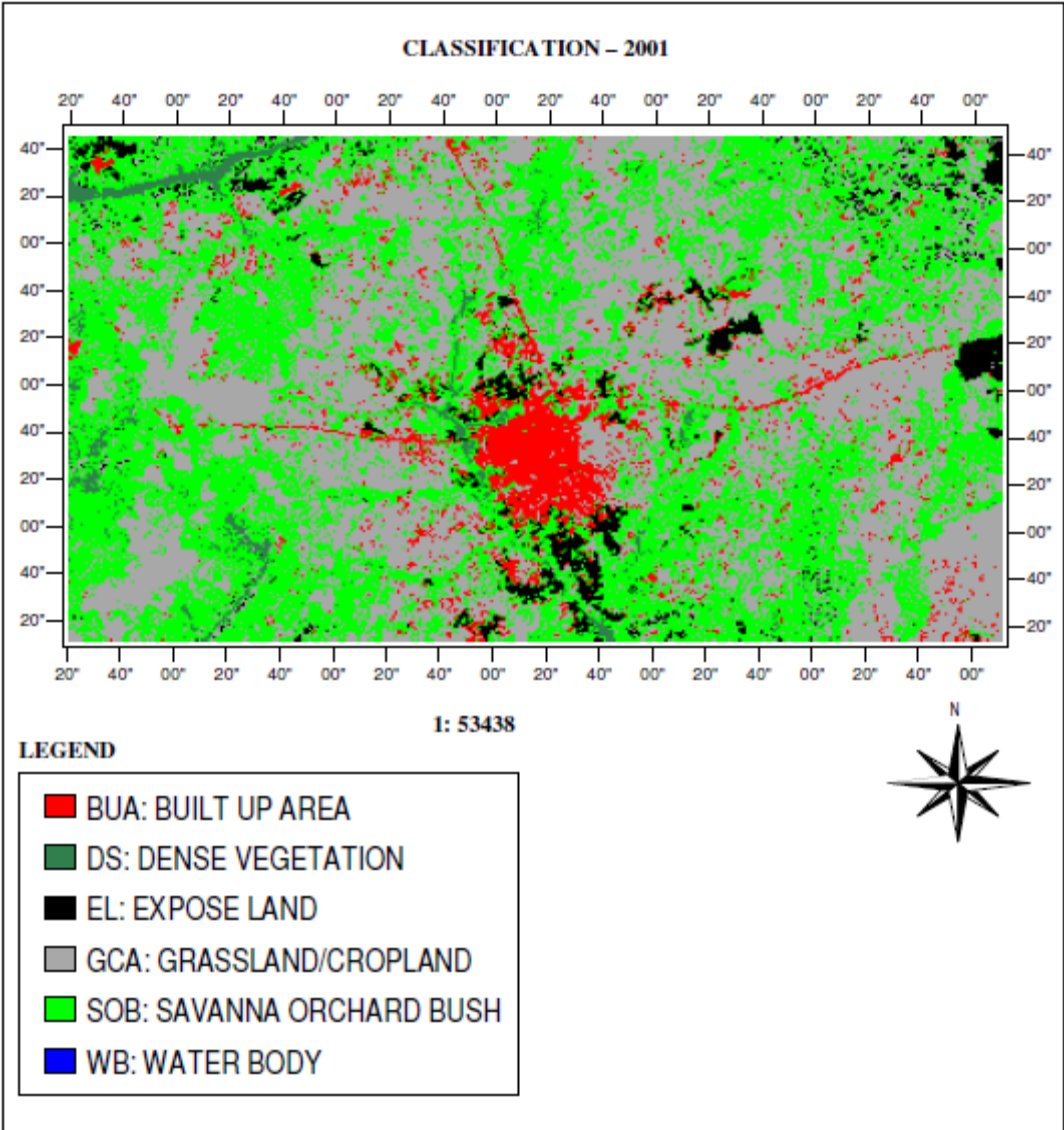 CLASSIFICATION – 2001
20" 40" 00" 20" 40" 00" 20" 40" 00" 20" 40" 00" 20" 40" 00" 20" 40" 00"
40" 40"
20" 20"
00" 00"
40" 40"
20" 20"
00" 00"
40" 40"
20" 20"
00" 00"
40" 40"
20" 20"
20" 40" 00" 20" 40" 00" 20" 40" 00" 20" 40" 00" 20" 40" 00" 20" 40" 00"
1: 53438
N
LEGEND
BUA: BUILT UP AREA
DS: DENSE VEGETATION
EL: EXPOSE LAND
GCA: GRASSLAND/CROPLAND
SOB: SAVANNA ORCHARD BUSH
WB: WATER BODY